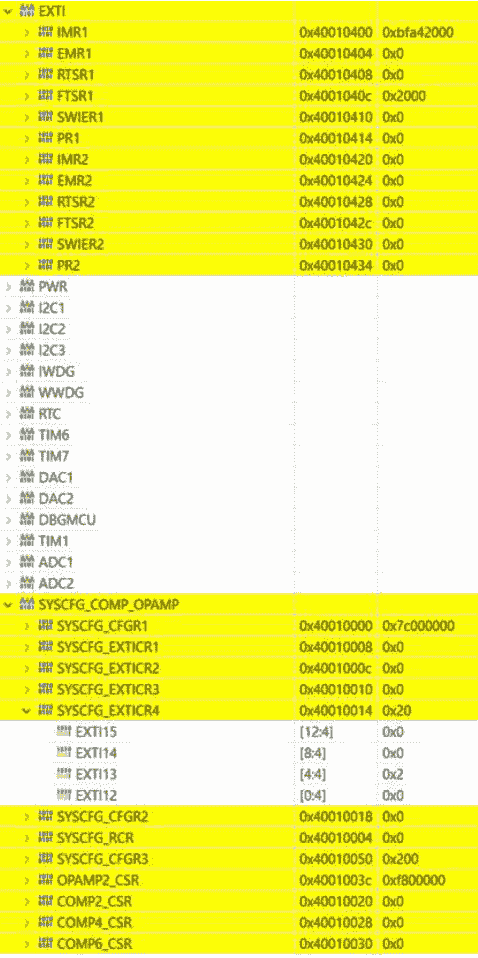 EXTI
IMR1 0x40010400 0xbfa42000
EMR1 0x40010404 0x0
RTSR1 0x40010408 0x0
FTSR1 0x4001040c 0x2000
SWIER1 0x40010410 0x0
PR1 0x40010414 0x0
IMR2 0x40010420 0x0
EMR2 0x40010424 0x0
RTSR2 0x40010428 0x0
FTSR2 0x4001042c 0x0
SWIER2 0x40010430 0x0
PR2 0x40010434 0x0
PWR
I2C1
I2C2
I2C3
IWDG
WWDG
RTC
TIM6
TIM7
DAC1
DAC2
DBGMCU
TIM1
ADC1
ADC2
SYSCFG_COMP_OPAMP
SYSCFG_CFGR1 0x40010000 0x7c000000
SYSCFG_EXTICR1 0x40010008 0x0
SYSCFG_EXTICR2 0x4001000c 0x0
SYSCFG_EXTICR3 0x40010010 0x0
SYSCFG_EXTICR4 0x40010014 0x20
EXTI15 [12:4] 0x0
EXTI14 [8:4] 0x0
EXTI13 [4:4] 0x2
EXTI12 [0:4] 0x0
SYSCFG_CFGR2 0x40010018 0x0
SYSCFG_RCR 0x40010004 0x0
SYSCFG_CFGR3 0x40010050 0x200
OPAMP2_CSR 0x4001003c 0xf800000
COMP2_CSR 0x40010020 0x0
COMP4_CSR 0x40010028 0x0
COMP6_CSR 0x40010030 0x0